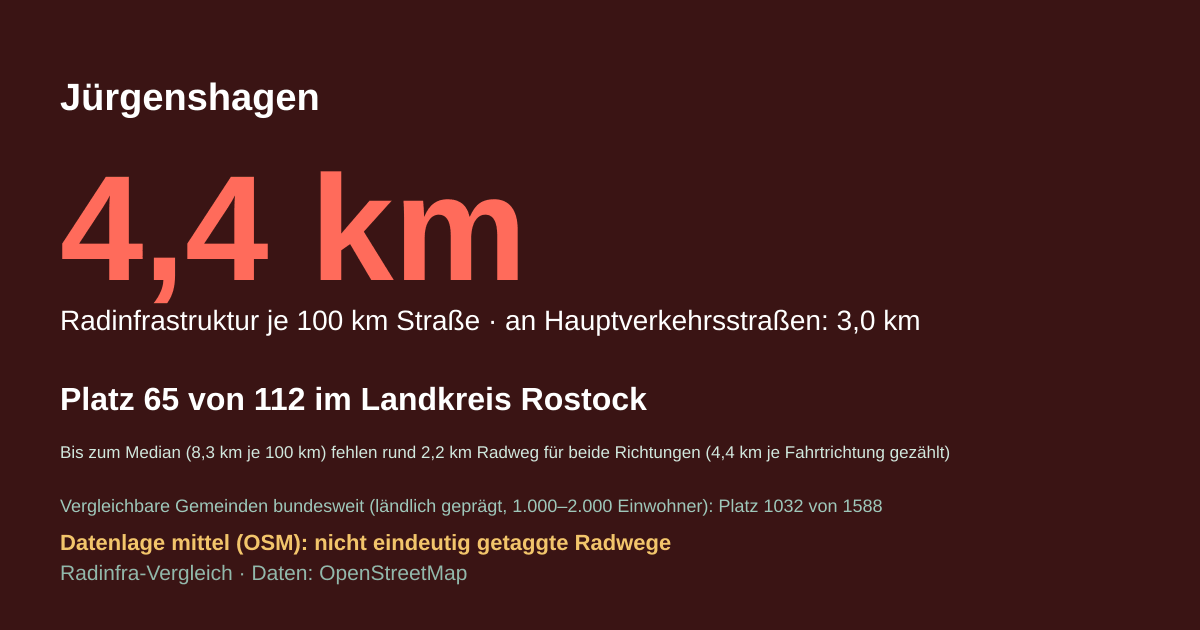 Jürgenshagen
4,4 km
Radinfrastruktur je 100 km Straße · an Hauptverkehrsstraßen: 3,0 km
Platz 65 von 112 im Landkreis Rostock
Bis zum Median (8,3 km je 100 km) fehlen rund 2,2 km Radweg für beide Richtungen (4,4 km je Fahrtrichtung gezählt)
Vergleichbare Gemeinden bundesweit (ländlich geprägt, 1.000–2.000 Einwohner): Platz 1032 von 1588
Datenlage mittel (OSM): nicht eindeutig getaggte Radwege
Radinfra-Vergleich · Daten: OpenStreetMap